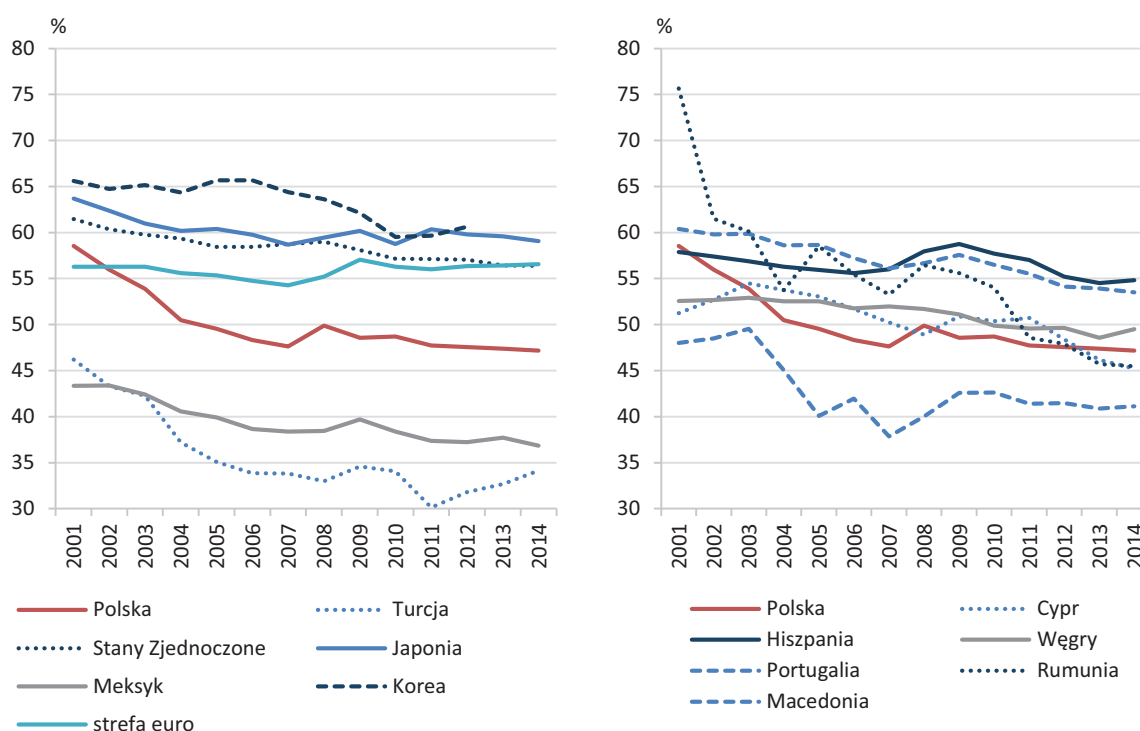 %
80
75
70
65
60
55
50
45
40
35
30
2001 2002 2003 2004 2005 2006 2007 2008 2009 2010 2011 2012 2013 2014
Polska Turcja
Stany Zjednoczone Japonia
Meksyk Korea
strefa euro
%
80
75
70
65
60
55
50
45
40
35
30
2001 2002 2003 2004 2005 2006 2007 2008 2009 2010 2011 2012 2013 2014
Polska Cypr
Hiszpania Węgry
Portugalia Rumunia
Macedonia